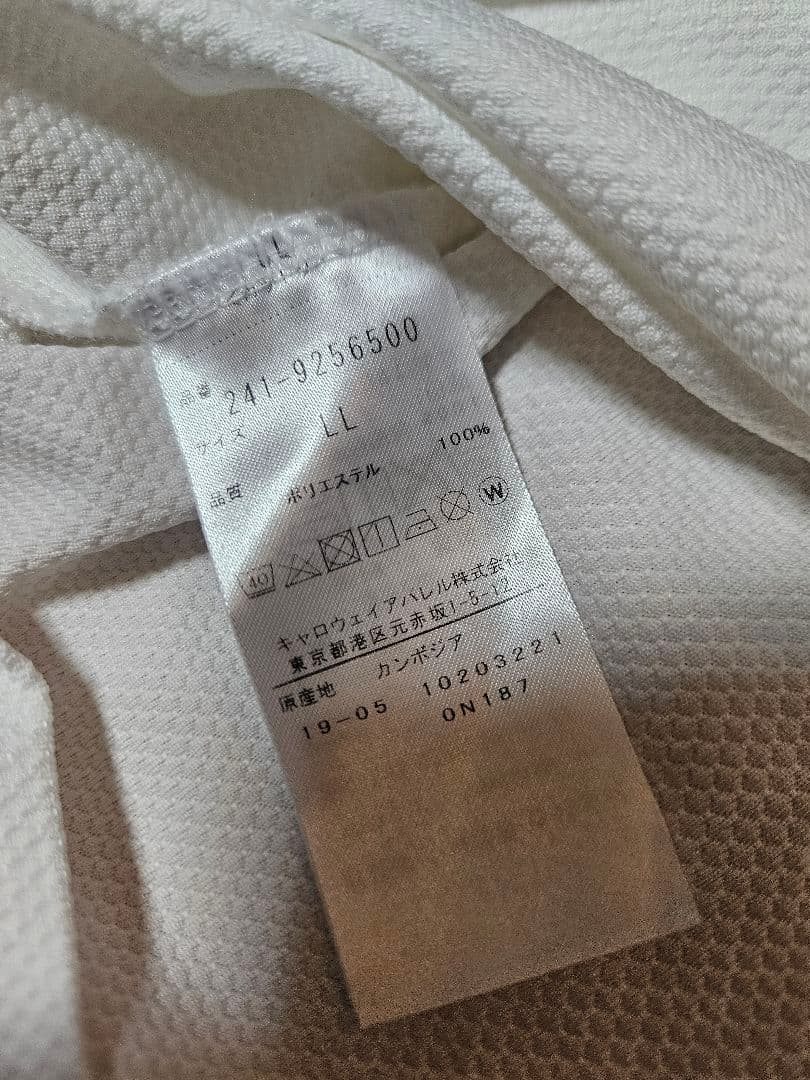 品番 241-9256500
サイズ LL
品質 ポリエステル 100%
40 W
キャロウェイアパレル株式会社
東京都港区元赤坂1-5-12
原産地 カンボジア
19-05 10203221
0N187